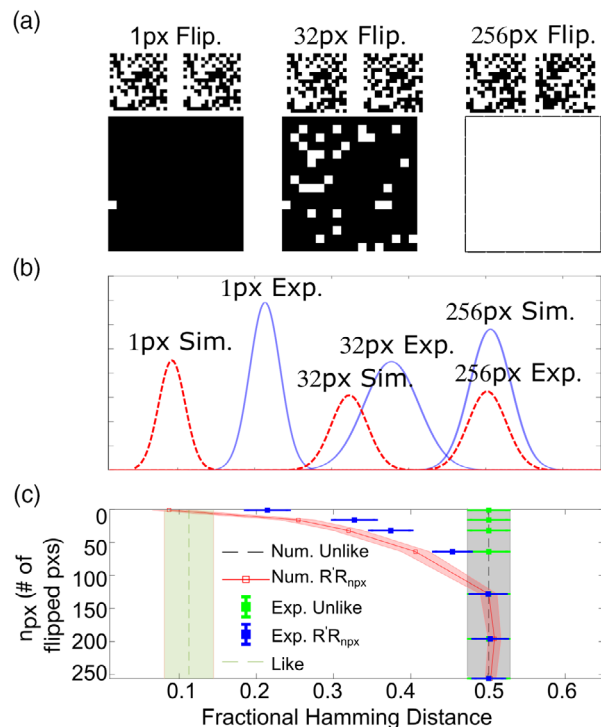 (a)
1px Flip. 32px Flip. 256px Flip.
(b)
1px Exp.
256px Sim.
1px Sim.
32px Exp.
32px Sim.
256px Exp.
(c)
0
50
100
150
200
250
npx (# of flipped pxs)
Num. Unlike
Num. R'Rnpx
Exp. Unlike
Exp. R'Rnpx
Like
0.1 0.2 0.3 0.4 0.5 0.6
Fractional Hamming Distance